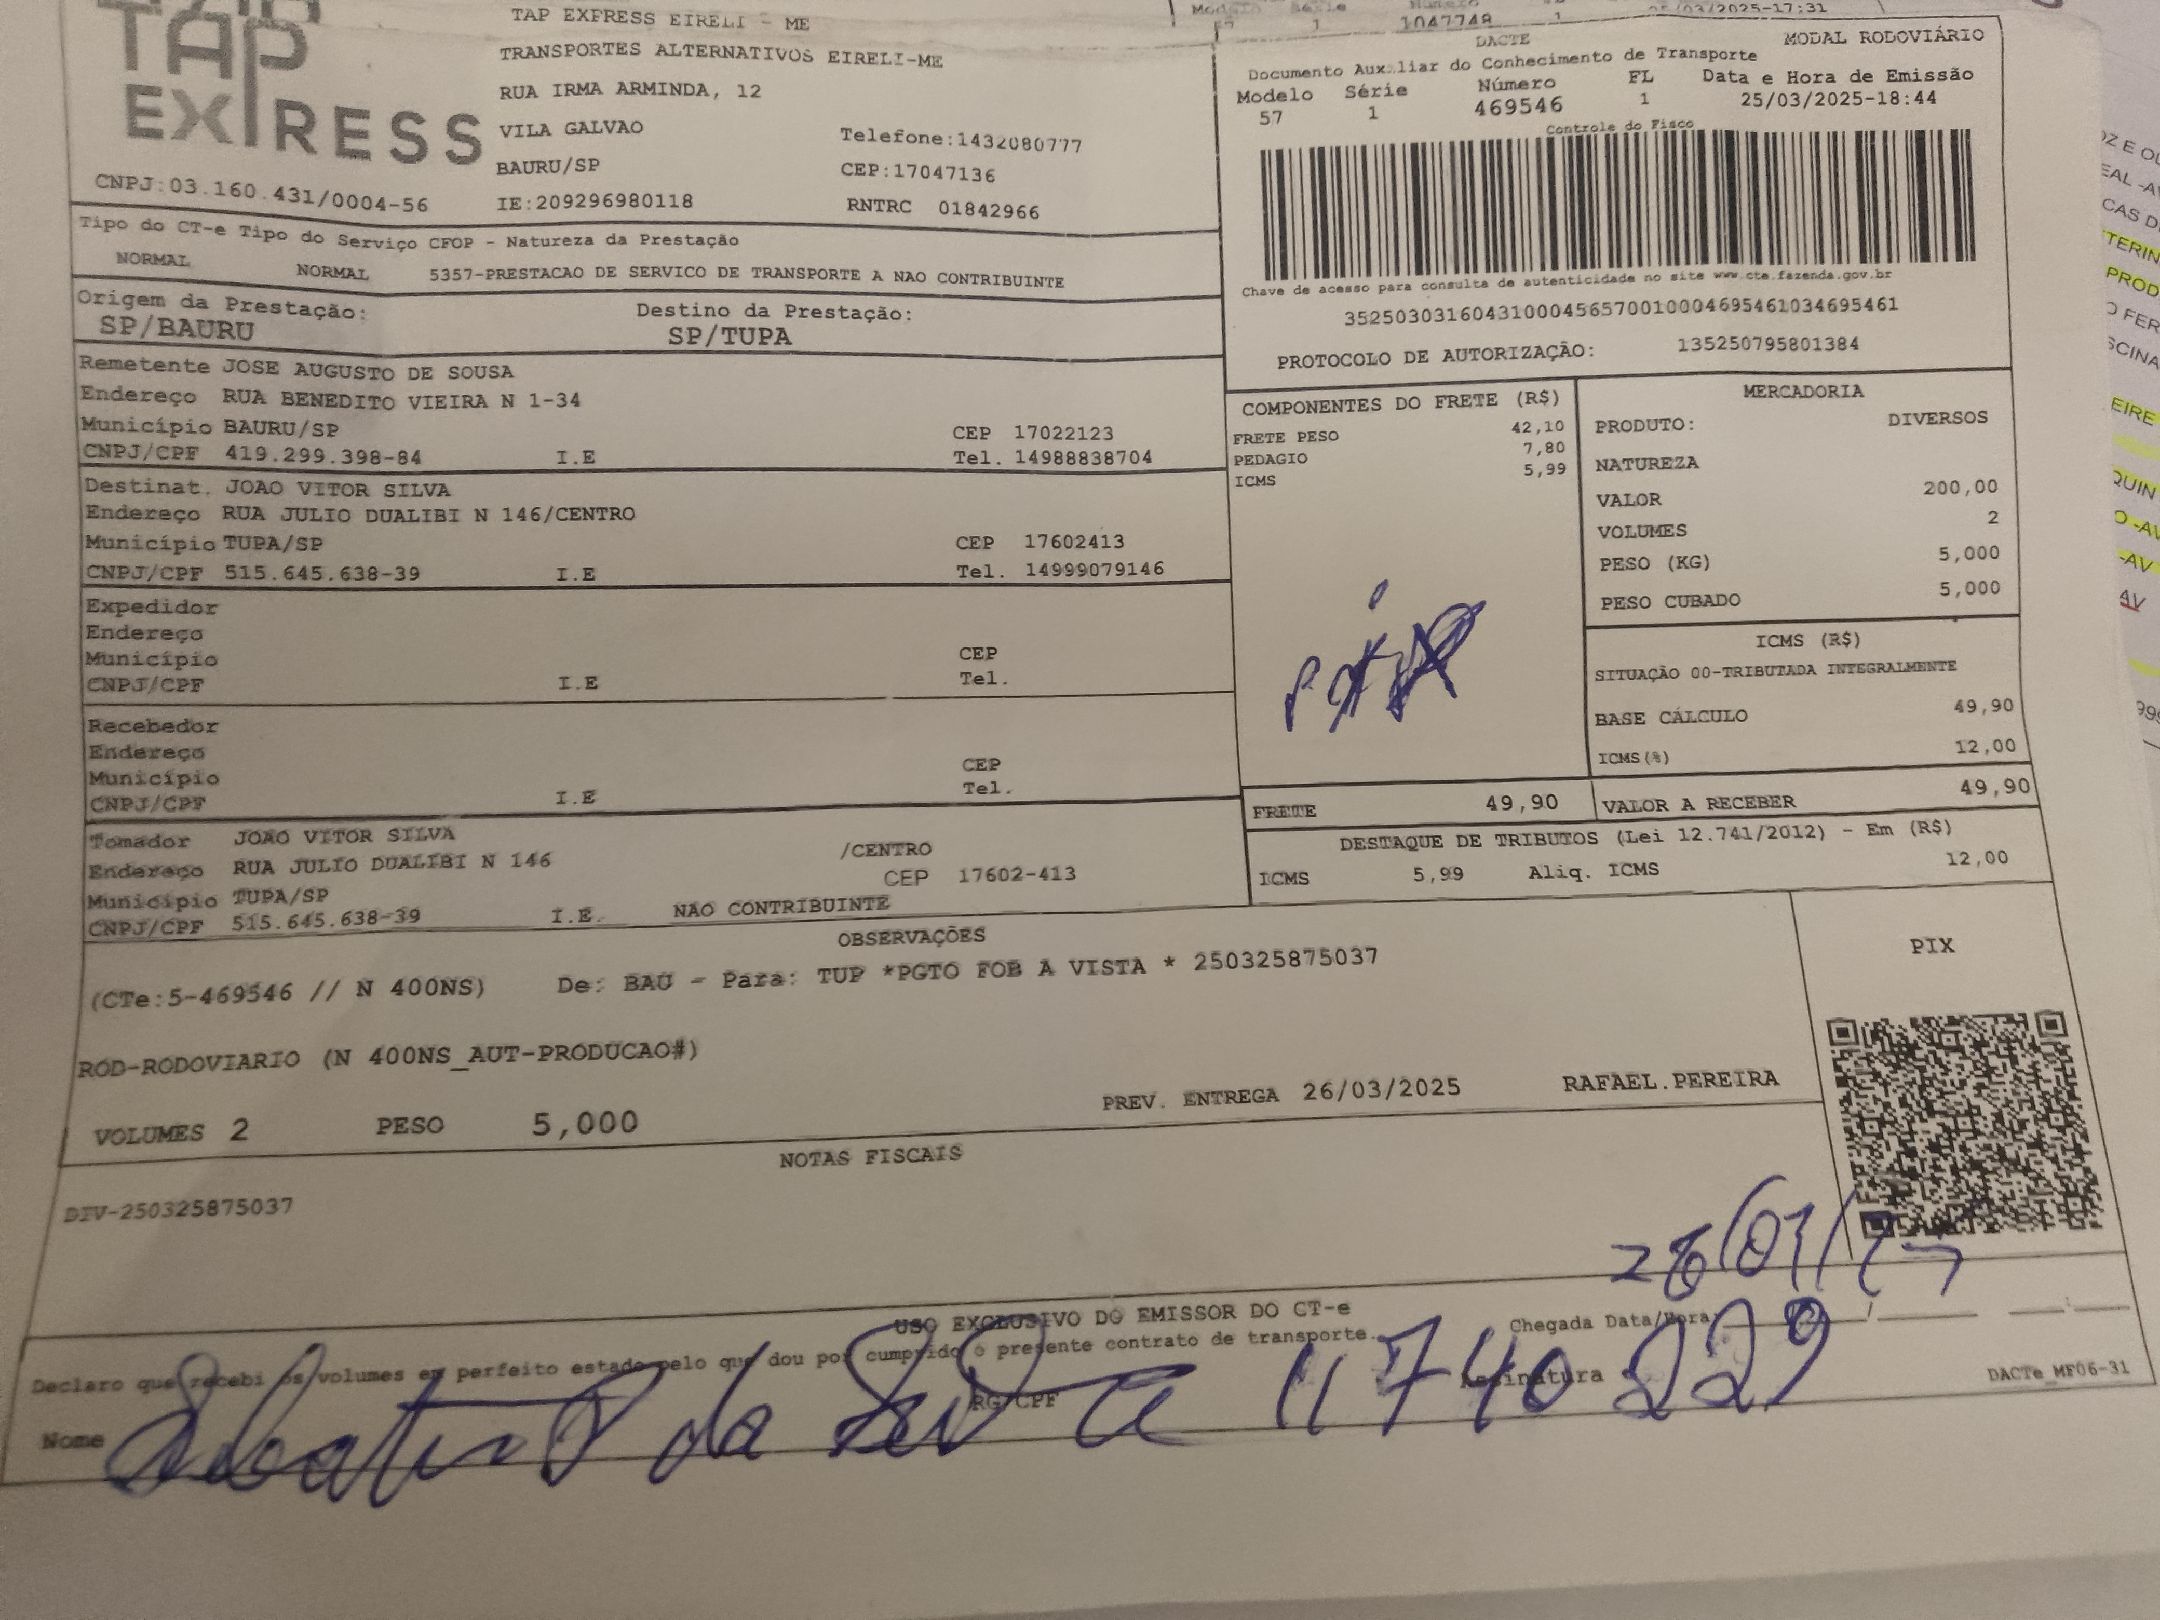 TAP EXPRESS
TAP EXPRESS EIRELI - ME
TRANSPORTES ALTERNATIVOS EIRELI-ME
RUA IRMA ARMINDA, 12
VILA GALVAO Telefone:1432080777
BAURU/SP CEP:17047136
CNPJ:03.160.431/0004-56 IE:209296980118 RNTRC 01842966
Modelo Série Número
57 1 1047748 1 25/03/2025-17:31
DACTE MODAL RODOVIÁRIO
Documento Auxiliar do Conhecimento de Transporte
Modelo Série Número FL Data e Hora de Emissão
57 1 469546 1 25/03/2025-18:44
Controle do Fisco
Chave de acesso para consulta de autenticidade no site www.cte.fazenda.gov.br
35250303160431000456570010004695461034695461
PROTOCOLO DE AUTORIZAÇÃO: 135250795801384
Tipo do CT-e Tipo do Serviço CFOP - Natureza da Prestação
NORMAL NORMAL 5357-PRESTACAO DE SERVICO DE TRANSPORTE A NAO CONTRIBUINTE
Origem da Prestação: Destino da Prestação:
SP/BAURU SP/TUPA
Remetente JOSE AUGUSTO DE SOUSA
Endereço RUA BENEDITO VIEIRA N 1-34
Município BAURU/SP CEP 17022123
CNPJ/CPF 419.299.398-84 I.E Tel. 14988838704
Destinat. JOAO VITOR SILVA
Endereço RUA JULIO DUALIBI N 146/CENTRO
Município TUPA/SP CEP 17602413
CNPJ/CPF 515.645.638-39 I.E Tel. 14999079146
Expedidor
Endereço
Município CEP
CNPJ/CPF I.E Tel.
Recebedor
Endereço
Município CEP
CNPJ/CPF I.E Tel.
Tomador JOAO VITOR SILVA
Endereço RUA JULIO DUALIBI N 146 /CENTRO
Município TUPA/SP CEP 17602-413
CNPJ/CPF 515.645.638-39 I.E. NAO CONTRIBUINTE
COMPONENTES DO FRETE (R$)
FRETE PESO 42,10
PEDAGIO 7,80
ICMS 5,99
MERCADORIA
PRODUTO: DIVERSOS
NATUREZA
VALOR 200,00
VOLUMES 2
PESO (KG) 5,000
PESO CUBADO 5,000
ICMS (R$)
SITUAÇÃO 00-TRIBUTADA INTEGRALMENTE
BASE CÁLCULO 49,90
ICMS(%) 12,00
FRETE 49,90 VALOR A RECEBER 49,90
DESTAQUE DE TRIBUTOS (Lei 12.741/2012) - Em (R$)
ICMS 5,99 Aliq. ICMS 12,00
OBSERVAÇÕES
(CTe:5-469546 // N 400NS) De: BAU - Para: TUP *PGTO FOB A VISTA * 250325875037
ROD-RODOVIARIO (N 400NS_AUT-PRODUCAO#)
PREV. ENTREGA 26/03/2025 RAFAEL.PEREIRA
VOLUMES 2 PESO 5,000
PIX
NOTAS FISCAIS
DIV-250325875037
USO EXCLUSIVO DO EMISSOR DO CT-e
Declaro que recebi os volumes em perfeito estado pelo que dou por cumprido o presente contrato de transporte.
Chegada Data/Hora
Nome RG/CPF Assinatura
da Silva 11740229
DACTe_MF06-31